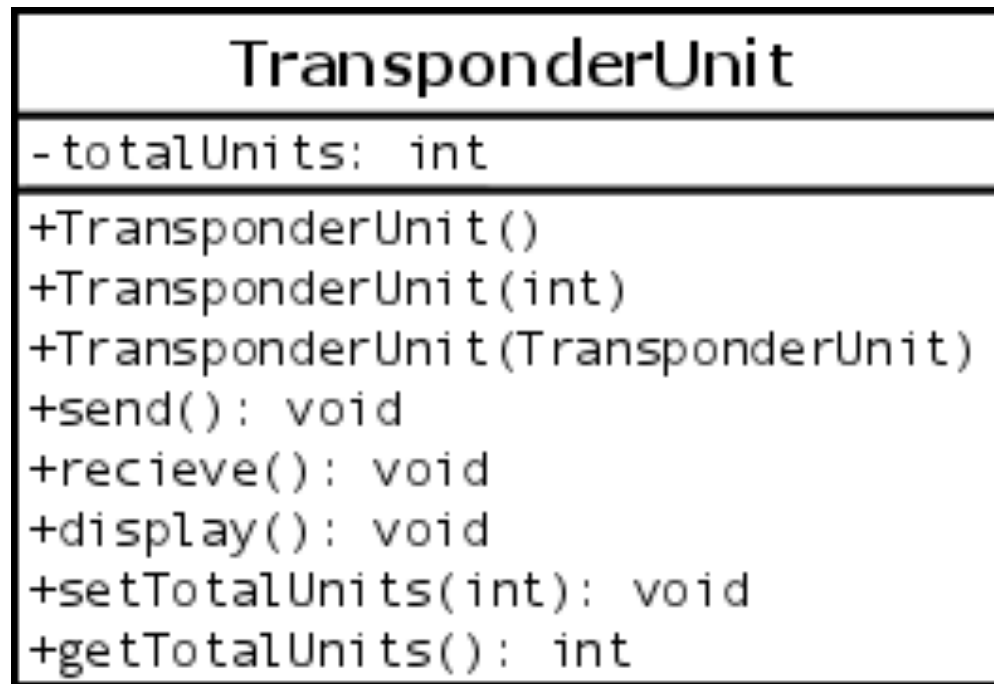 TransponderUnit
-totalUnits: int
+TransponderUnit()
+TransponderUnit(int)
+TransponderUnit(TransponderUnit)
+send(): void
+recieve(): void
+display(): void
+setTotalUnits(int): void
+getTotalUnits(): int